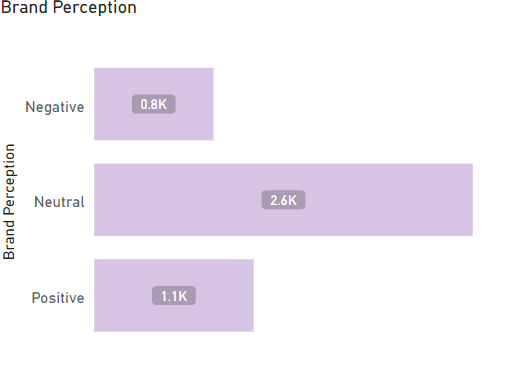 Brand Perception
Brand Perception
Negative
0.8K
Neutral
2.6K
Positive
1.1K